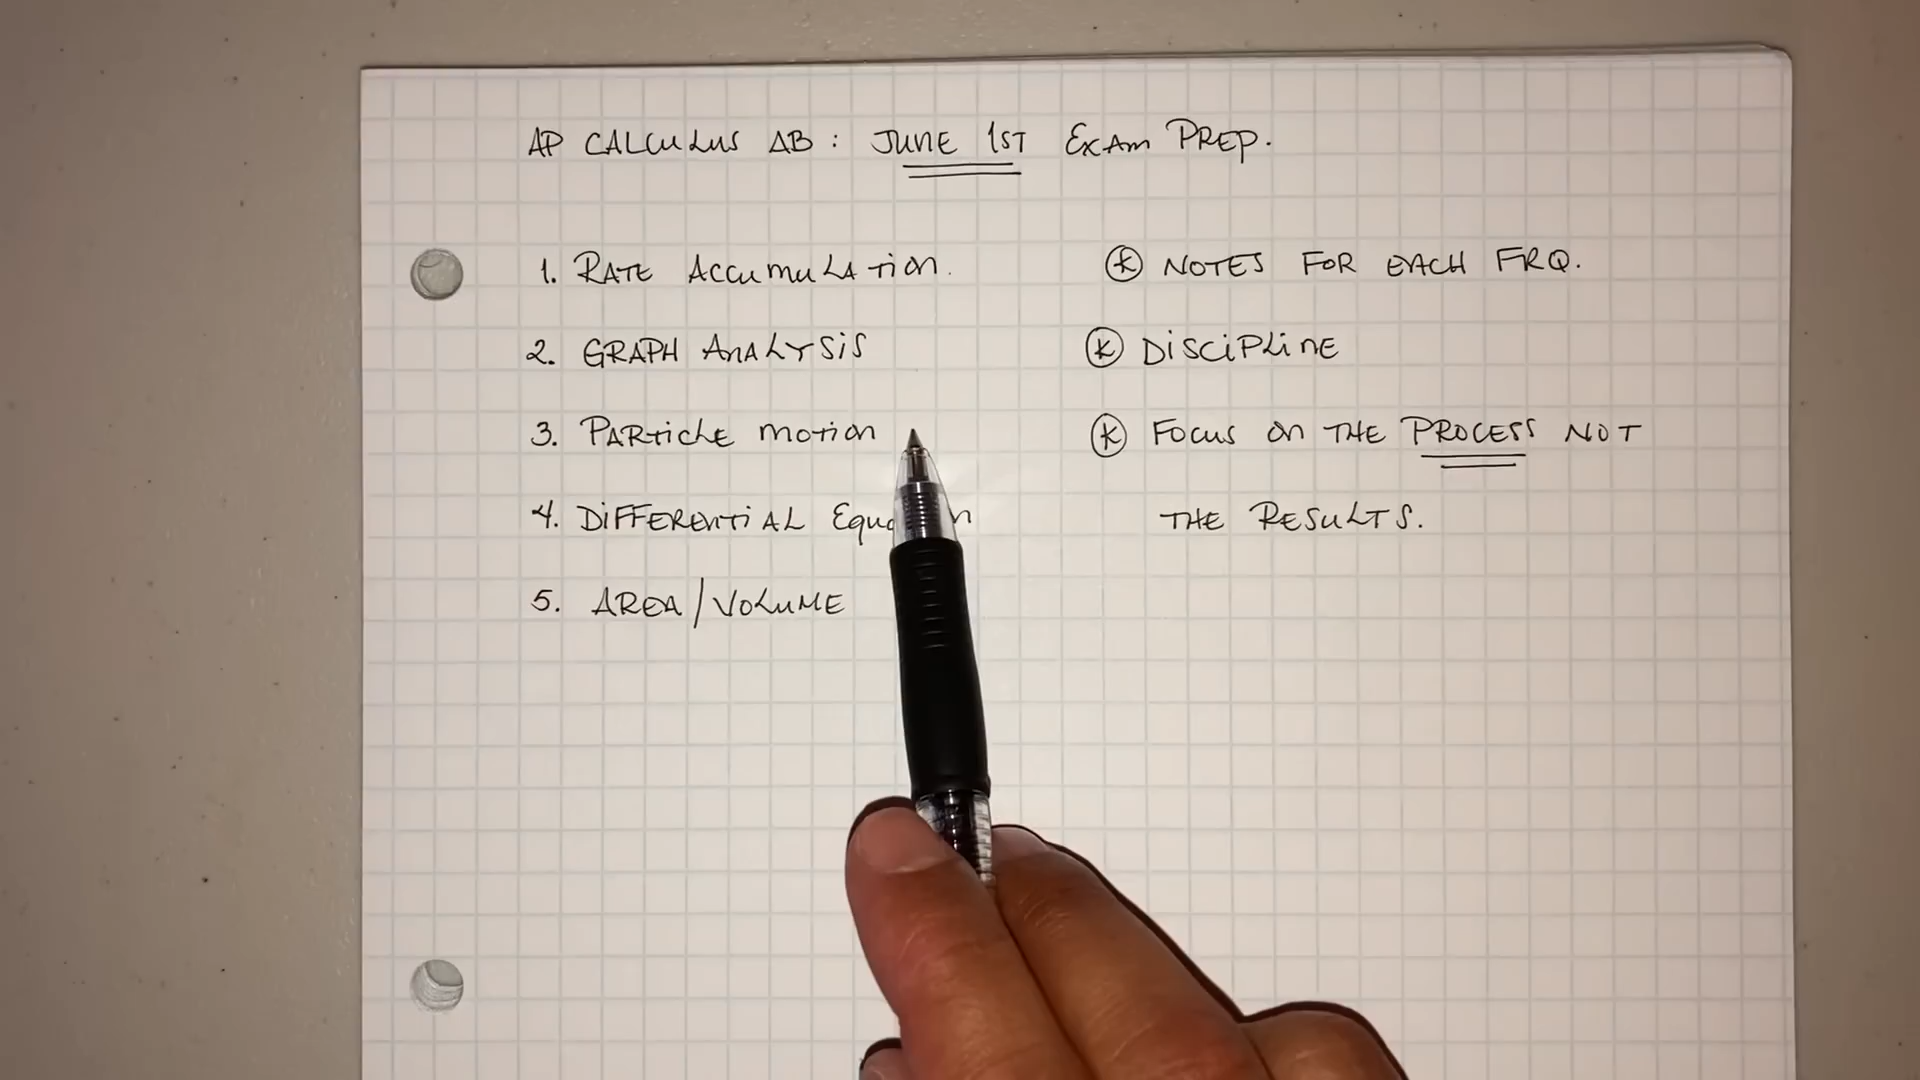 AP CALCULUS AB: JUNE 1ST EXAM PREP.
1. RATE ACCUMULATION.
2. GRAPH ANALYSIS
3. PARTICLE MOTION
4. DIFFERENTIAL
5. AREA/VOLUME
* NOTES FOR EACH FRQ.
* DISCIPLINE
* FOCUS ON THE PROCESS NOT
THE RESULTS.